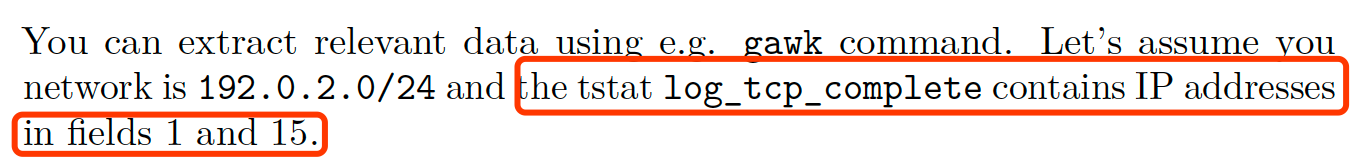 You can extract relevant data using e.g. gawk command. Let's assume you
network is 192.0.2.0/24 and the tstat log_tcp_complete contains IP addresses
in fields 1 and 15.